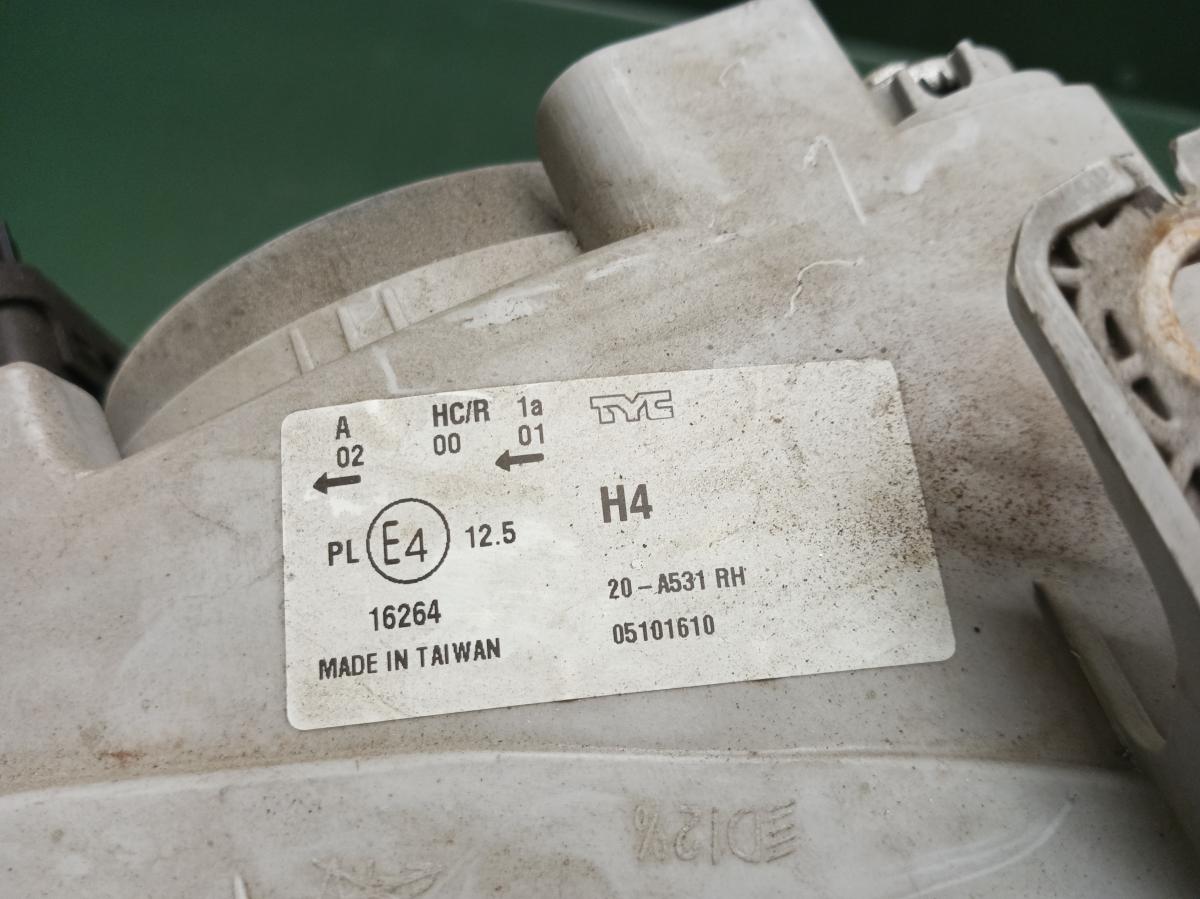 A HC/R 1a TYC
02 00 01
H4
PL E4 12.5
16264
20-A531 RH
05101610
MADE IN TAIWAN